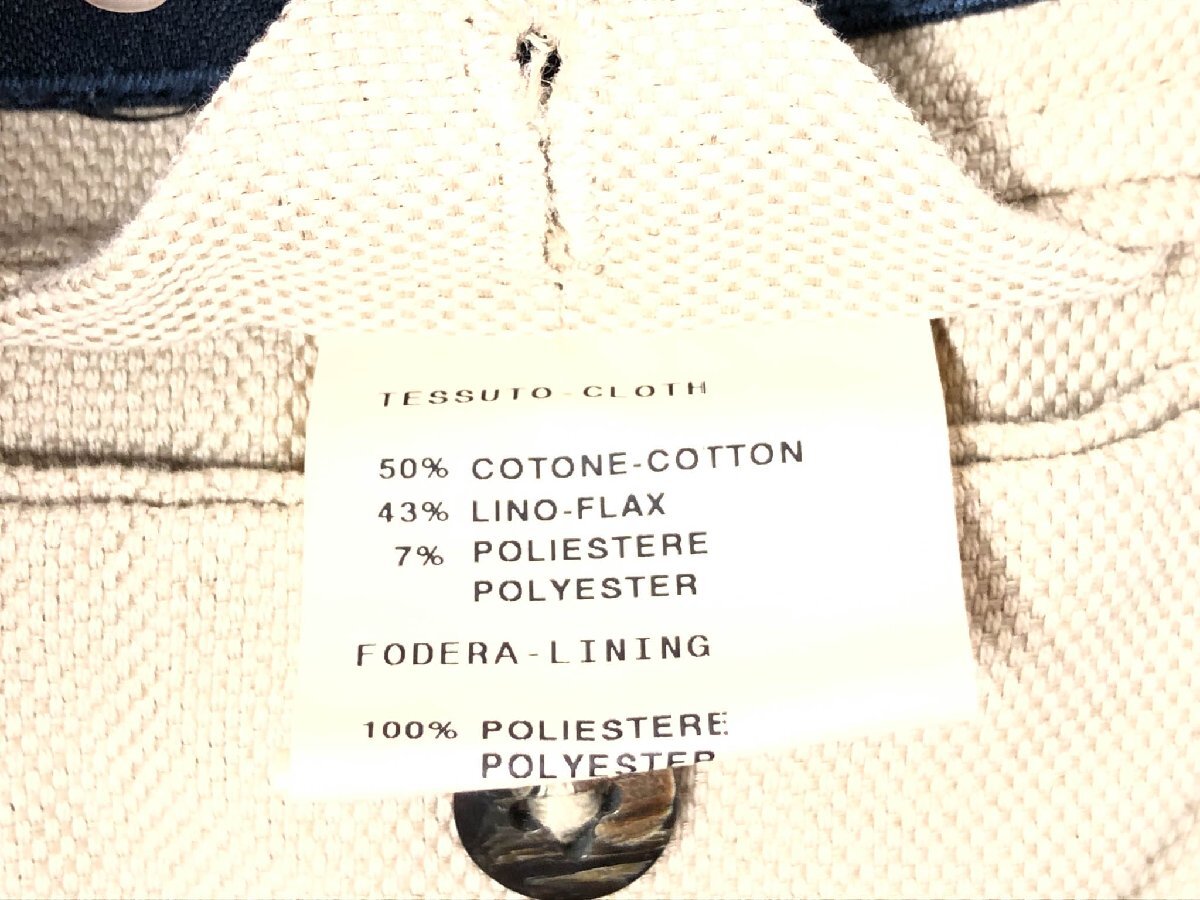 TESSUTO-CLOTH
50% COTONE-COTTON
43% LINO-FLAX
7% POLIESTERE
POLYESTER
FODERA-LINING
100% POLIESTERE
POLYESTER